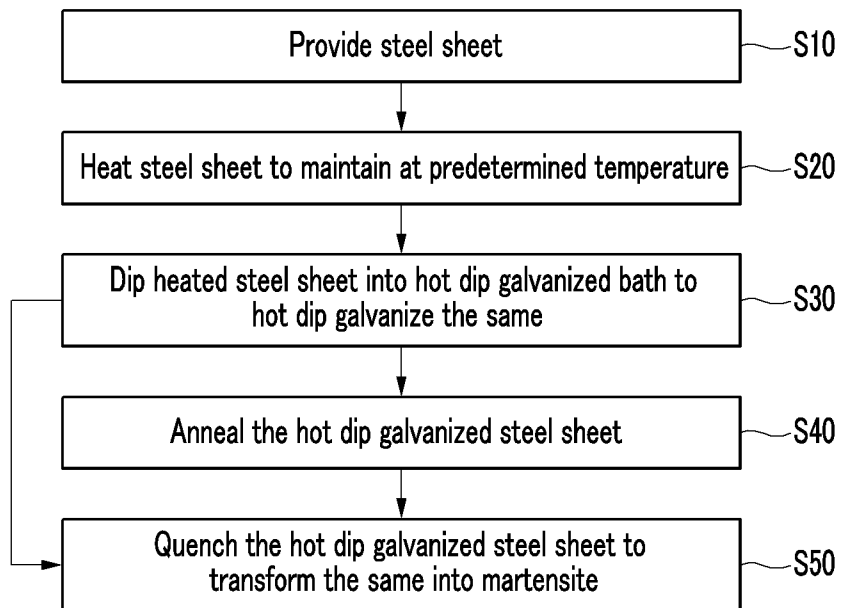 Provide steel sheet
S10
Heat steel sheet to maintain at predetermined temperature
S20
Dip heated steel sheet into hot dip galvanized bath to
hot dip galvanize the same
S30
Anneal the hot dip galvanized steel sheet
S40
Quench the hot dip galvanized steel sheet to
transform the same into martensite
S50